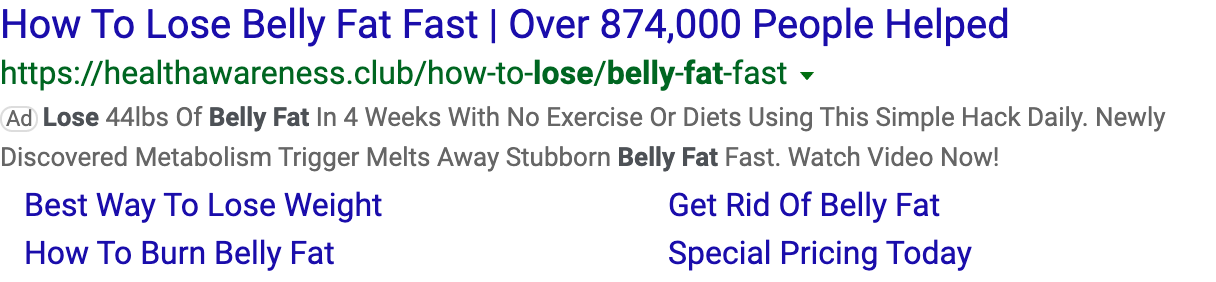 How To Lose Belly Fat Fast | Over 874,000 People Helped
https://healthawareness.club/how-to-lose/belly-fat-fast
Ad Lose 44lbs Of Belly Fat In 4 Weeks With No Exercise Or Diets Using This Simple Hack Daily. Newly
Discovered Metabolism Trigger Melts Away Stubborn Belly Fat Fast. Watch Video Now!
Best Way To Lose Weight Get Rid Of Belly Fat
How To Burn Belly Fat Special Pricing Today